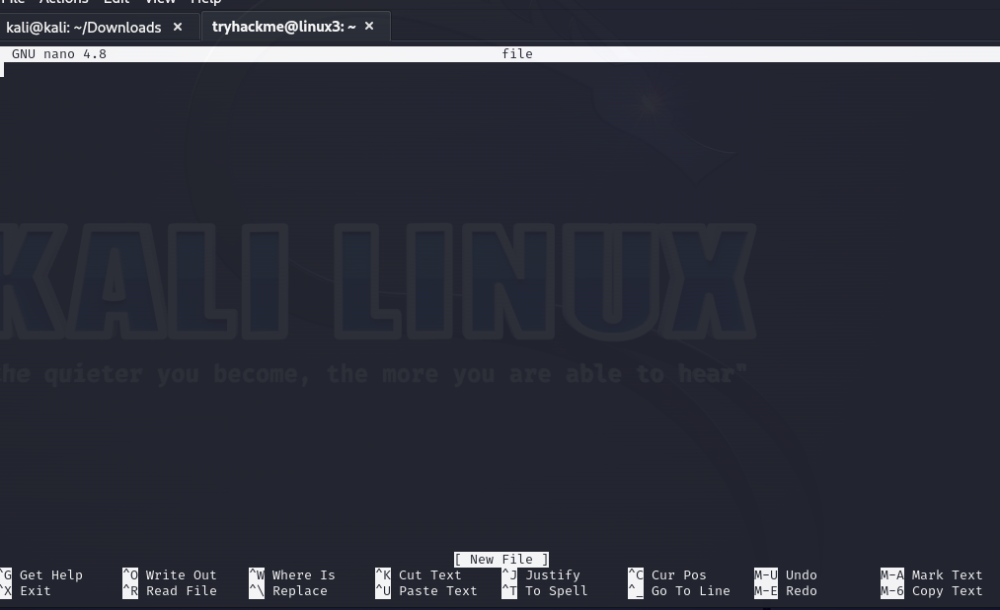 File Actions Edit View Help
kali@kali: ~/Downloads × tryhackme@linux3: ~ ×
GNU nano 4.8 file
KALI LINUX
the quieter you become, the more you are able to hear"
[ New File ]
^G Get Help ^O Write Out ^W Where Is ^K Cut Text ^J Justify ^C Cur Pos M-U Undo M-A Mark Text
^X Exit ^R Read File ^\ Replace ^U Paste Text ^T To Spell ^_ Go To Line M-E Redo M-6 Copy Text